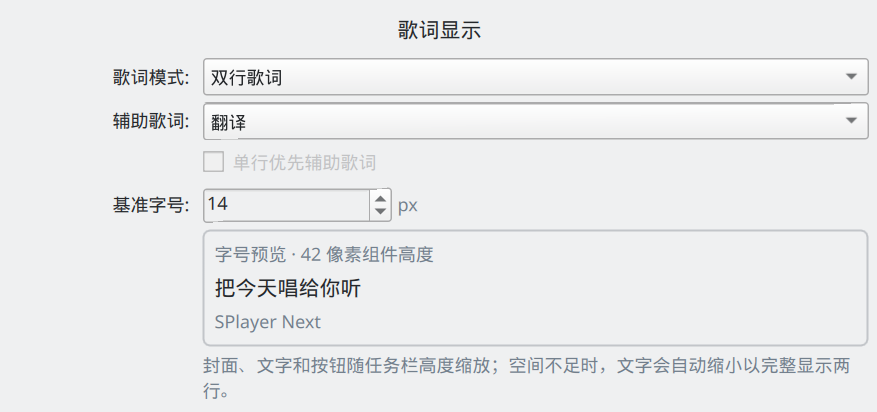 歌词显示
歌词模式: 双行歌词
辅助歌词: 翻译
单行优先辅助歌词
基准字号: 14 px
字号预览 · 42 像素组件高度
把今天唱给你听
SPlayer Next
封面、文字和按钮随任务栏高度缩放；空间不足时，文字会自动缩小以完整显示两
行。